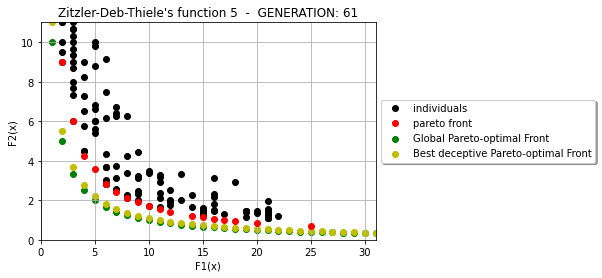 Zitzler-Deb-Thiele's function 5 - GENERATION: 61
10
8
6
4
2
0
F2(x)
0
5
10
15
20
25
30
F1(x)
individuals
pareto front
Global Pareto-optimal Front
Best deceptive Pareto-optimal Front